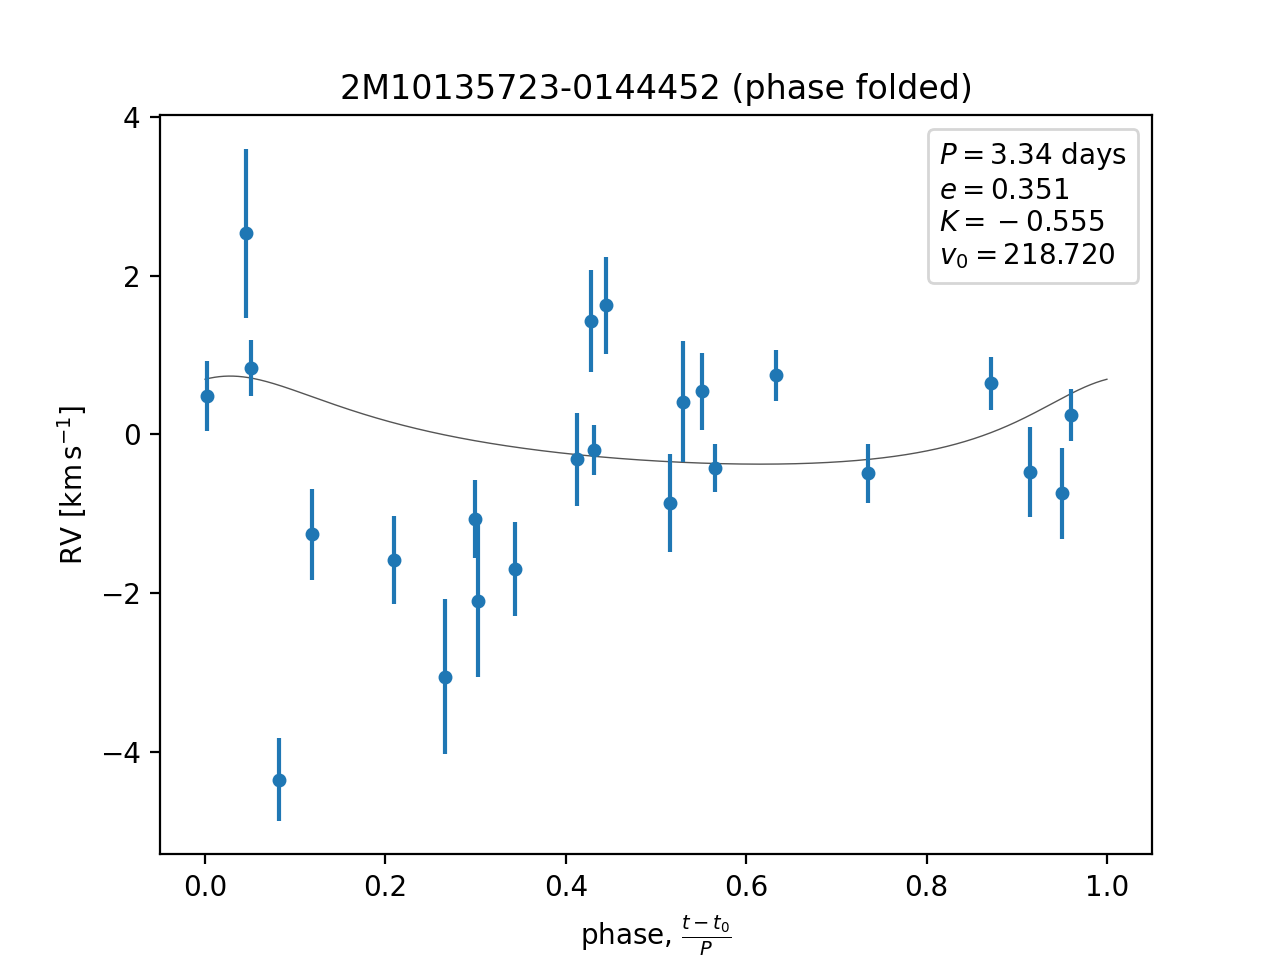 2M10135723-0144452 (phase folded)
P = 3.34 days
e = 0.351
K = −0.555
v₀ = 218.720
4
2
0
−2
−4
RV [km s⁻¹]
0.0 0.2 0.4 0.6 0.8 1.0
phase, (t − t₀)/P